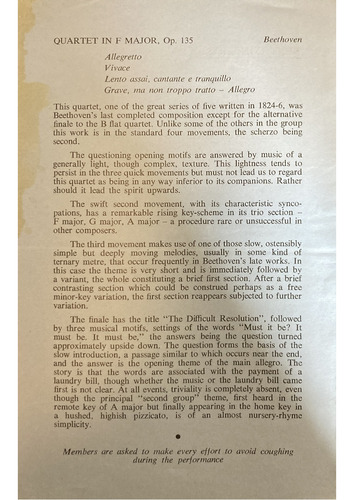 QUARTET IN F MAJOR, Op. 135 Beethoven
Allegretto
Vivace
Lento assai, cantante e tranquillo
Grave, ma non troppo tratto – Allegro
This quartet, one of the great series of five written in 1824-6, was
Beethoven's last completed composition except for the alternative
finale to the B flat quartet. Unlike some of the others in the group
this work is in the standard four movements, the scherzo being
second.
The questioning opening motifs are answered by music of a
generally light, though complex, texture. This lightness tends to
persist in the three quick movements but must not lead us to regard
this quartet as being in any way inferior to its companions. Rather
should it lead the spirit upwards.
The swift second movement, with its characteristic synco-
pations, has a remarkable rising key-scheme in its trio section –
F major, G major, A major – a procedure rare or unsuccessful in
other composers.
The third movement makes use of one of those slow, ostensibly
simple but deeply moving melodies, usually in some kind of
ternary metre, that occur frequently in Beethoven's late works. In
this case the theme is very short and is immediately followed by
a variant, the whole constituting a brief first section. After a brief
contrasting section which could be construed perhaps as a free
minor-key variation, the first section reappears subjected to further
variation.
The finale has the title "The Difficult Resolution", followed
by three musical motifs, settings of the words "Must it be? It
must be. It must be," the answers being the question turned
approximately upside down. The question forms the basis of the
slow introduction, a passage similar to which occurs near the end,
and the answer is the opening theme of the main allegro. The
story is that the words are associated with the payment of a
laundry bill, though whether the music or the laundry bill came
first is not clear. At all events, triviality is completely absent, even
though the principal "second group" theme, first heard in the
remote key of A major but finally appearing in the home key in
a hushed, highish pizzicato, is of an almost nursery-rhyme
simplicity.
•
Members are asked to make every effort to avoid coughing
during the performance